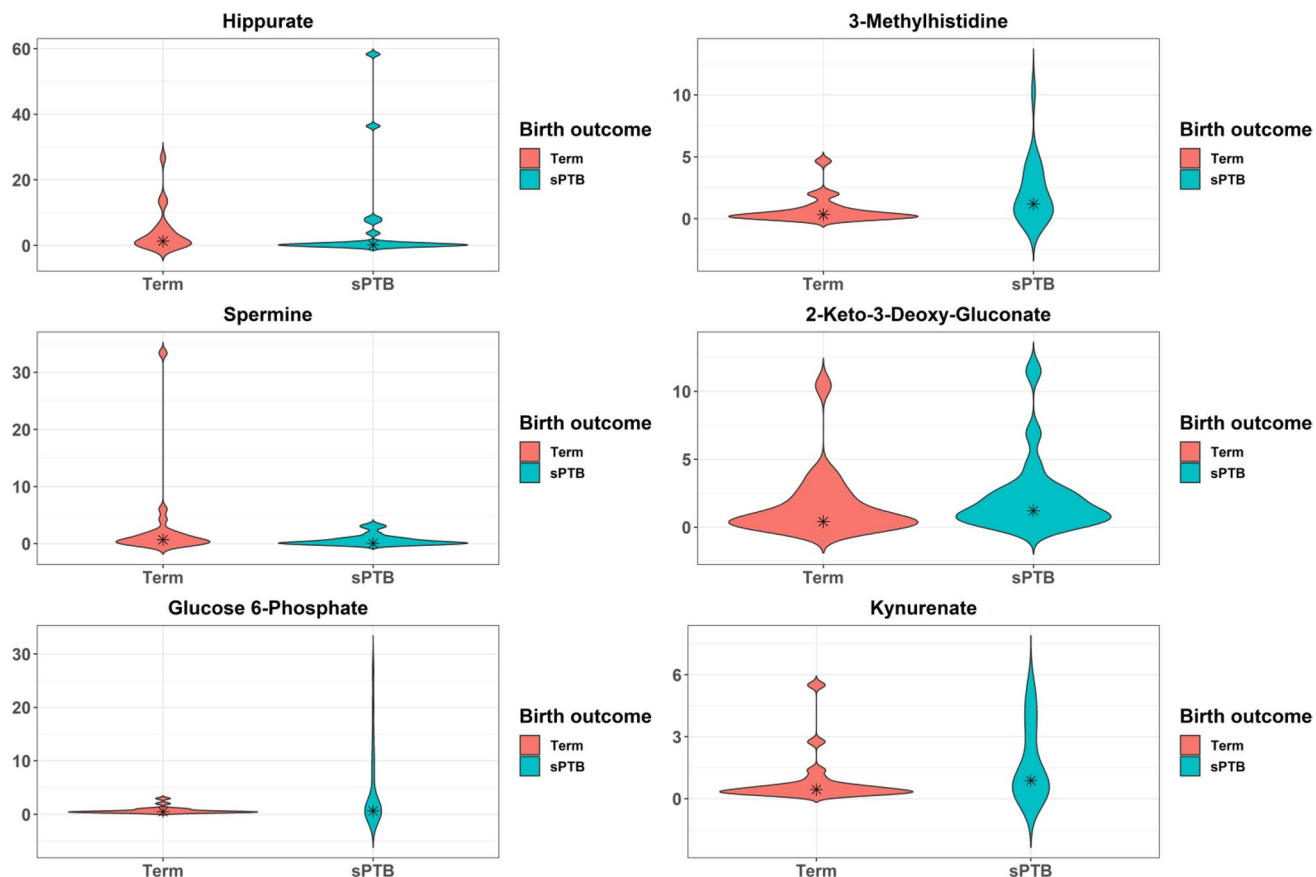 Hippurate
60
40
20
0
Term
sPTB
Birth outcome
Term
sPTB
3-Methylhistidine
10
5
0
Term
sPTB
Birth outcome
Term
sPTB
Spermine
30
20
10
0
Term
sPTB
Birth outcome
Term
sPTB
2-Keto-3-Deoxy-Gluconate
10
5
0
Term
sPTB
Birth outcome
Term
sPTB
Glucose 6-Phosphate
30
20
10
0
Term
sPTB
Birth outcome
Term
sPTB
Kynurenate
6
3
0
Term
sPTB
Birth outcome
Term
sPTB